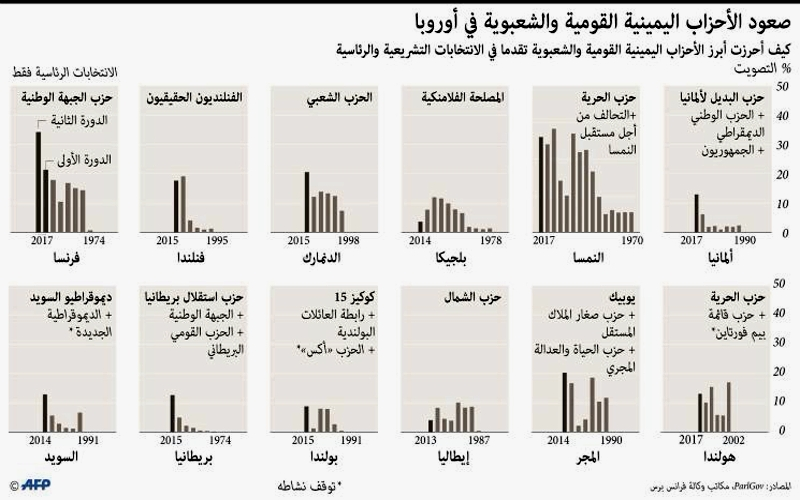 صعود الأحزاب اليمينية القومية والشعبوية في أوروبا
كيف أحرزت أبرز الأحزاب اليمينية القومية والشعبوية تقدما في الانتخابات التشريعية والرئاسية
% التصويت
الانتخابات الرئاسية فقط
50
40
30
20
10
0
حزب البديل لألمانيا
+ الحزب الوطني
الديمقراطي
+ الجمهوريون
1990
2017
ألمانيا
حزب الحرية
+التحالف من
أجل مستقبل
النمسا
1970
2017
النمسا
المصلحة الفلامنكية
1978
2014
بلجيكا
الحزب الشعبي
1998
2015
الدنمارك
الفنلنديون الحقيقيون
1995
2015
فنلندا
حزب الجبهة الوطنية
الدورة الثانية
الدورة الأولى
1974
2017
فرنسا
50
40
30
20
10
0
حزب الحرية
+ حزب قائمة
بيم فورتاين*
2002
2017
هولندا
يوبيك
+ حزب صغار الملاك
المستقل
+ حزب الحياة والعدالة
المجري
1990
2014
المجر
حزب الشمال
1987
2013
إيطاليا
كوكيز 15
+ رابطة العائلات
البولندية
+ الحزب «أكس»*
1991
2015
بولندا
حزب استقلال بريطانيا
+ الجبهة الوطنية
+ الحزب القومي
البريطاني
1974
2015
بريطانيا
ديموقراطيو السويد
+ الديموقراطية
الجديدة *
1991
2014
السويد
المصادر: ParlGov، مكاتب وكالة فرانس برس
*توقف نشاطه
© AFP